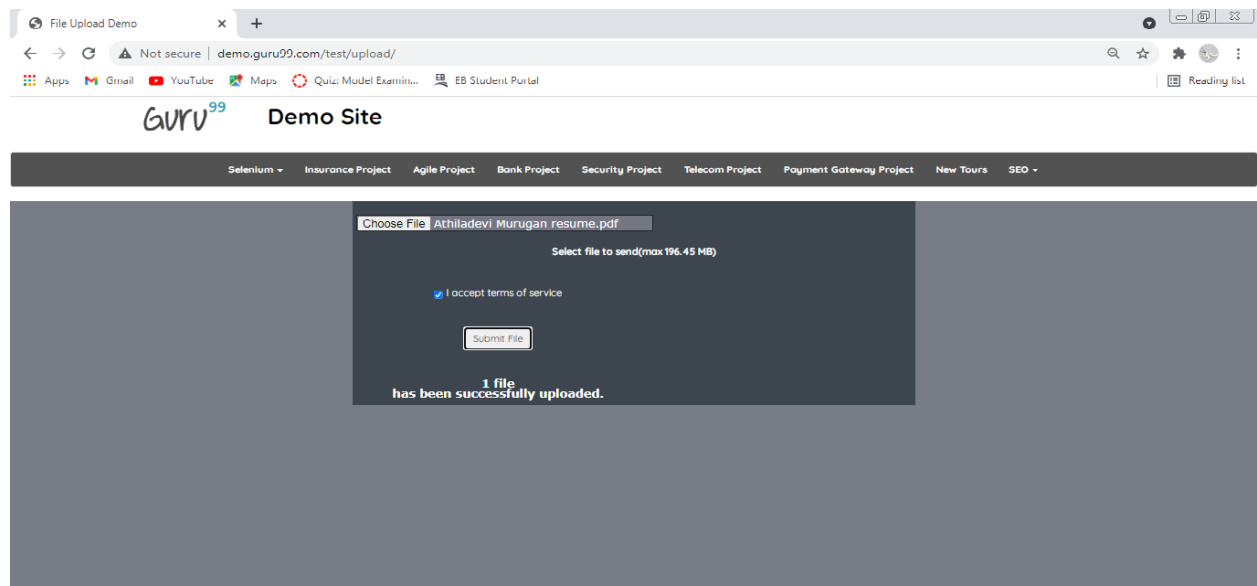 File Upload Demo
Not secure | demo.guru99.com/test/upload/
Apps Gmail YouTube Maps Quiz: Model Examin... EB Student Portal Reading list
Guru99 Demo Site
Selenium Insurance Project Agile Project Bank Project Security Project Telecom Project Payment Gateway Project New Tours SEO
Choose File Athiladevi Murugan resume.pdf
Select file to send(max 196.45 MB)
I accept terms of service
Submit File
1 file
has been successfully uploaded.